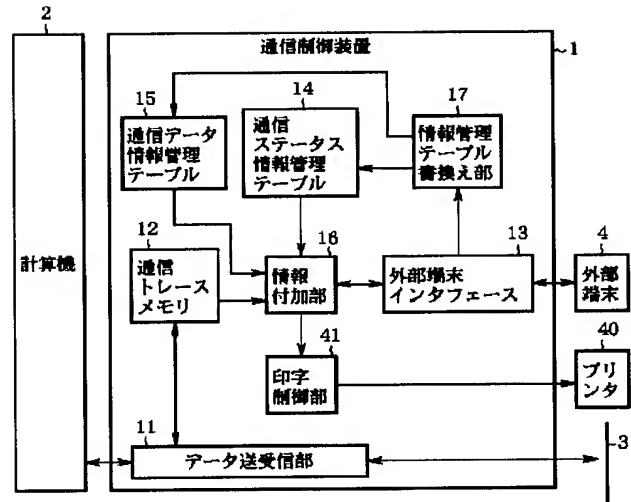 2
通信制御装置
1
15
通信データ
情報管理
テーブル
14
通信
ステータス
情報管理
テーブル
17
情報管理
テーブル
書換え部
12
通信
トレース
メモリ
16
情報
付加部
13
外部端末
インタフェース
4
外部
端末
計算機
41
印字
制御部
40
プリ
ンタ
11
データ送受信部
3